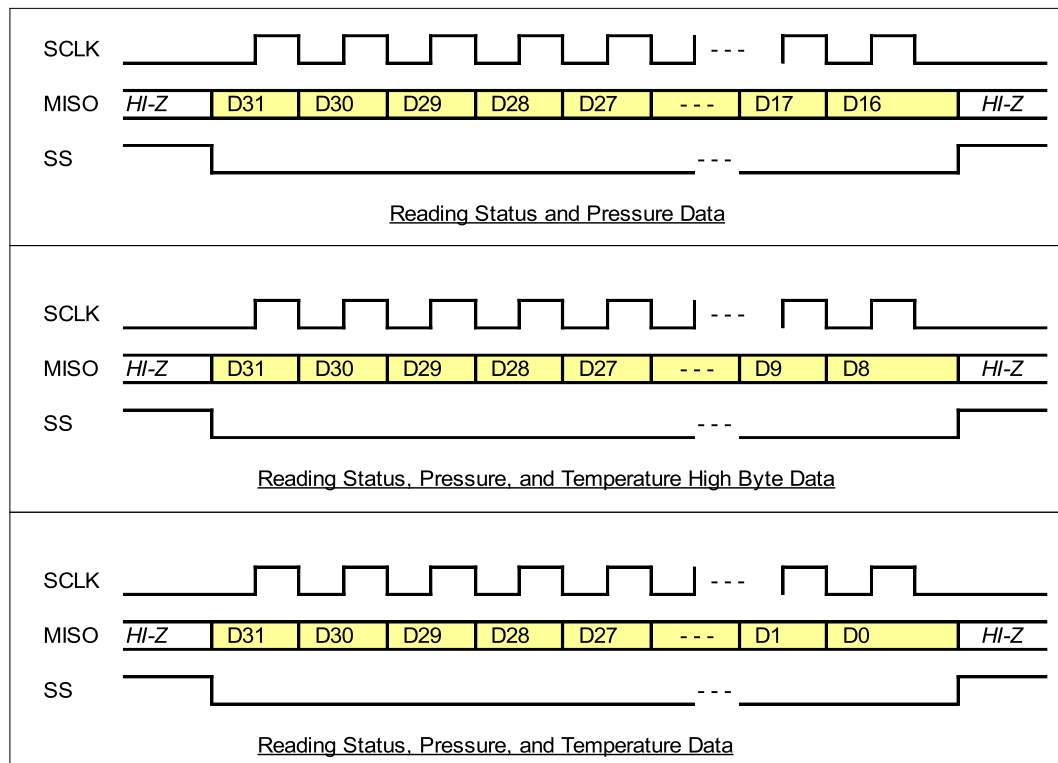 SCLK - - -
MISO HI-Z D31 D30 D29 D28 D27 - - - D17 D16 HI-Z
SS - - -
Reading Status and Pressure Data
SCLK - - -
MISO HI-Z D31 D30 D29 D28 D27 - - - D9 D8 HI-Z
SS - - -
Reading Status, Pressure, and Temperature High Byte Data
SCLK - - -
MISO HI-Z D31 D30 D29 D28 D27 - - - D1 D0 HI-Z
SS - - -
Reading Status, Pressure, and Temperature Data